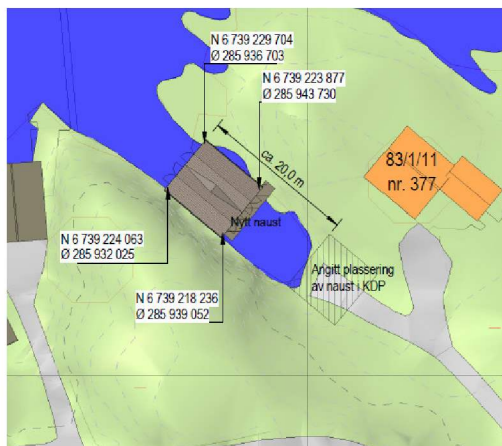 N 6 739 229 704
Ø 285 936 703
N 6 739 223 877
Ø 285 943 730
ca. 20,0 m
83/1/11
nr. 377
Nytt naust
N 6 739 224 063
Ø 285 932 025
Angitt plassering
av naust i KDP
N 6 739 218 236
Ø 285 939 052